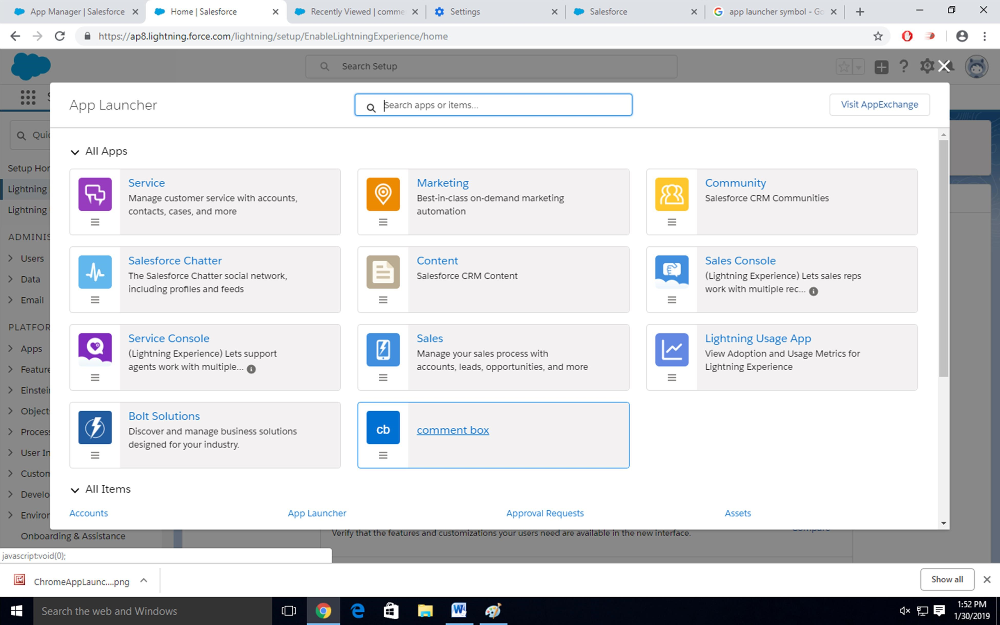 App Manager | Salesforce
Home | Salesforce
Recently Viewed | comme
Settings
Salesforce
app launcher symbol - Go
https://ap8.lightning.force.com/lightning/setup/EnableLightningExperience/home
Search Setup
App Launcher
Search apps or items...
Visit AppExchange
Quic
All Apps
Setup Hor
Lightning
Lightning
ADMINIS
Users
Data
Email
PLATFOR
Apps
Feature
Einstein
Object
Process
User In
Custom
Develo
Enviror
Onboarding & Assistance
Service
Manage customer service with accounts,
contacts, cases, and more
Marketing
Best-in-class on-demand marketing
automation
Community
Salesforce CRM Communities
Salesforce Chatter
The Salesforce Chatter social network,
including profiles and feeds
Content
Salesforce CRM Content
Sales Console
(Lightning Experience) Lets sales reps
work with multiple rec...
Service Console
(Lightning Experience) Lets support
agents work with multiple...
Sales
Manage your sales process with
accounts, leads, opportunities, and more
Lightning Usage App
View Adoption and Usage Metrics for
Lightning Experience
Bolt Solutions
Discover and manage business solutions
designed for your industry.
cb
comment box
All Items
Accounts
App Launcher
Approval Requests
Assets
Verify that the features and customizations your users need are available in the new interface.
javascript:void(0);
ChromeAppLaunc....png
Show all
Search the web and Windows
1:52 PM
1/30/2019